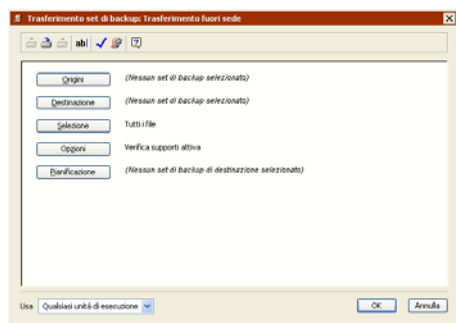 Trasferimento set di backup: Trasferimento fuori sede
ab|
Origini (Nessun set di backup selezionato)
Destinazione (Nessun set di backup selezionato)
Selezione Tutti i file
Opzioni Verifica supporti attiva
Pianificazione (Nessun set di backup di destinazione selezionato)
Usa Qualsiasi unità di esecuzione OK Annulla